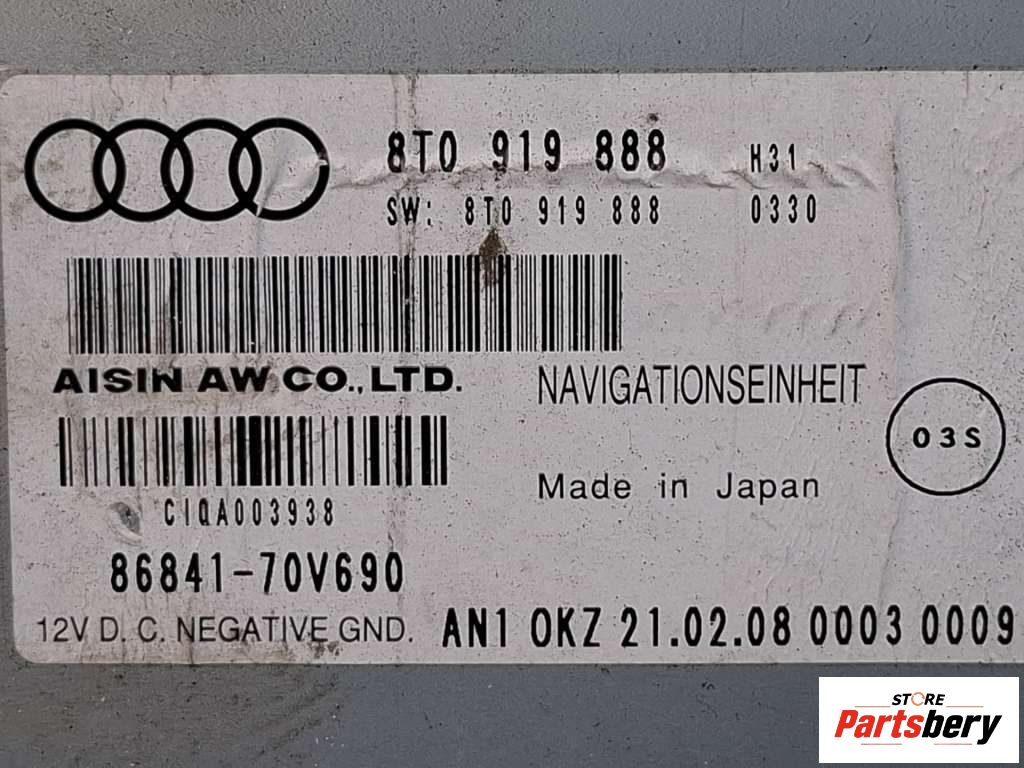 8T0 919 888 H31
SW: 8T0 919 888 0330
AISIN AW CO., LTD.
NAVIGATIONSEINHEIT
03S
Made in Japan
CIQA003938
86841-70V690
12V D. C. NEGATIVE GND.
AN1 0KZ 21.02.08 0003 0009
STORE
Partsbery